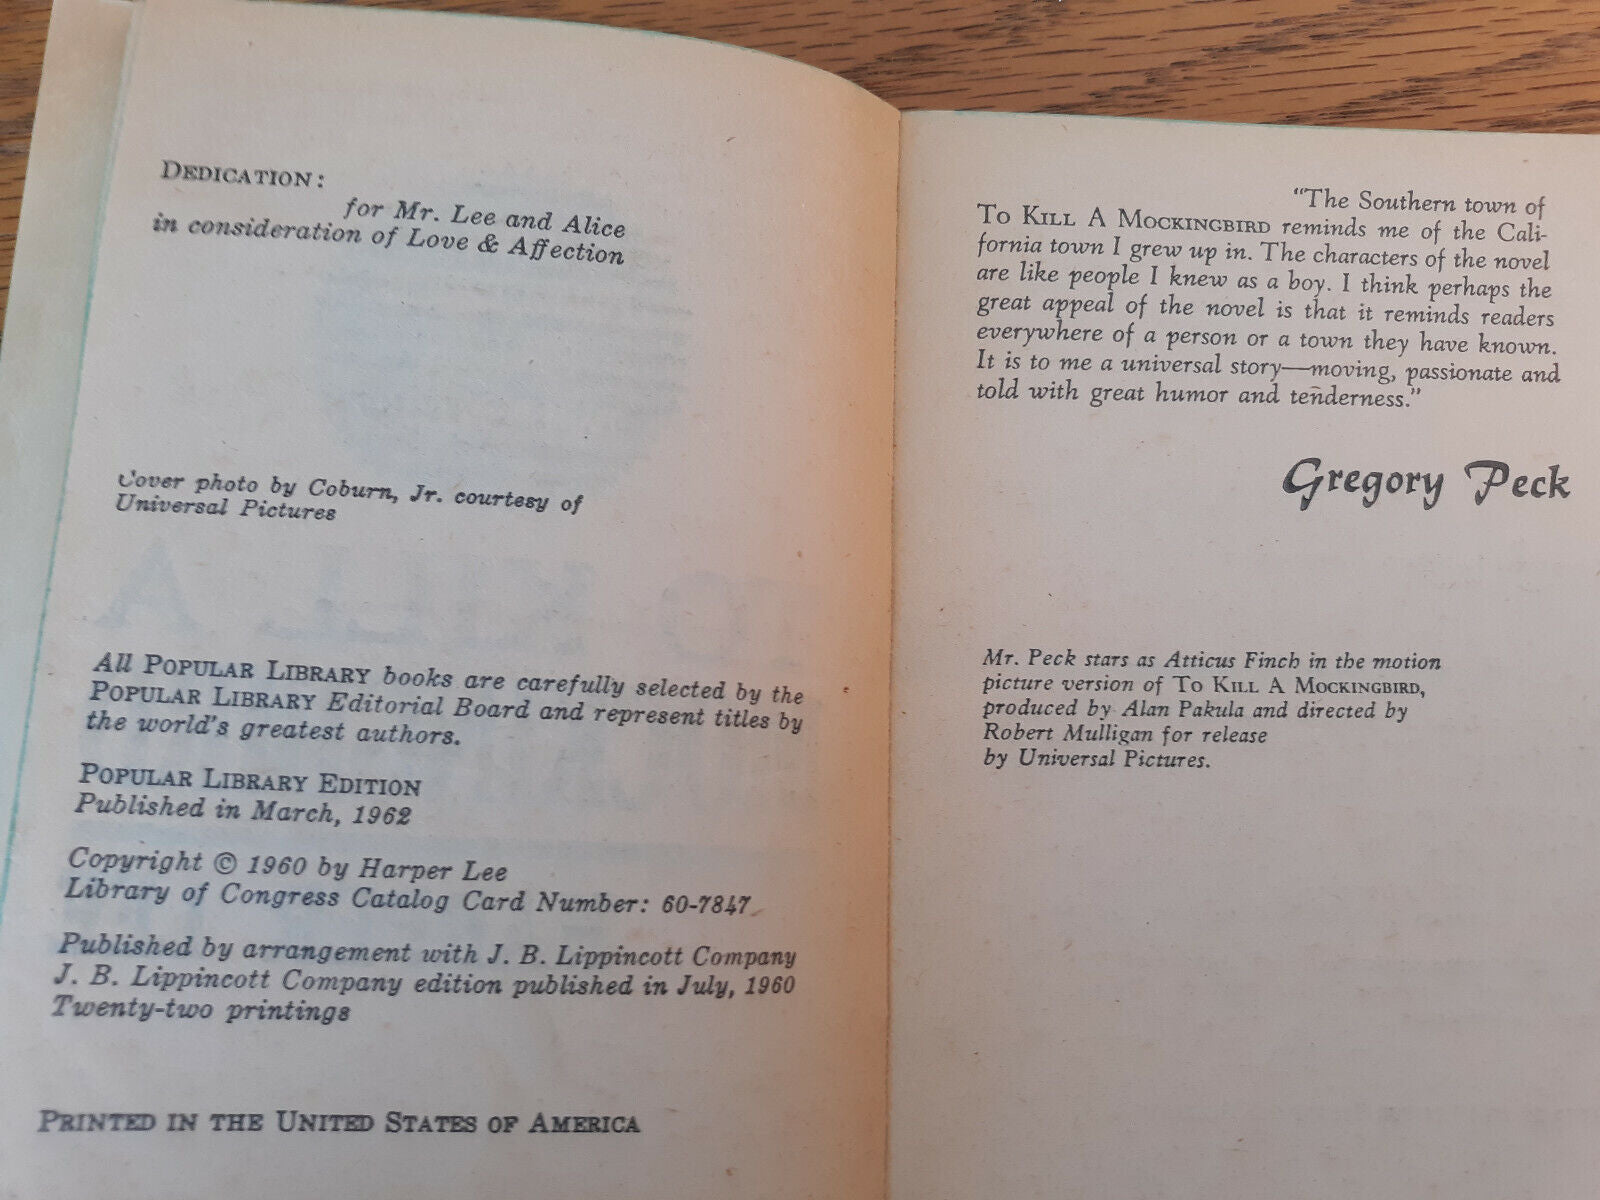 DEDICATION:
for Mr. Lee and Alice
in consideration of Love & Affection
Cover photo by Coburn, Jr. courtesy of
Universal Pictures
All POPULAR LIBRARY books are carefully selected by the
POPULAR LIBRARY Editorial Board and represent titles by
the world's greatest authors.
POPULAR LIBRARY EDITION
Published in March, 1962
Copyright © 1960 by Harper Lee
Library of Congress Catalog Card Number: 60-7847
Published by arrangement with J. B. Lippincott Company
J. B. Lippincott Company edition published in July, 1960
Twenty-two printings
PRINTED IN THE UNITED STATES OF AMERICA
"The Southern town of
TO KILL A MOCKINGBIRD reminds me of the Cali-
fornia town I grew up in. The characters of the novel
are like people I knew as a boy. I think perhaps the
great appeal of the novel is that it reminds readers
everywhere of a person or a town they have known.
It is to me a universal story—moving, passionate and
told with great humor and tenderness."
Gregory Peck
Mr. Peck stars as Atticus Finch in the motion
picture version of TO KILL A MOCKINGBIRD,
produced by Alan Pakula and directed by
Robert Mulligan for release
by Universal Pictures.